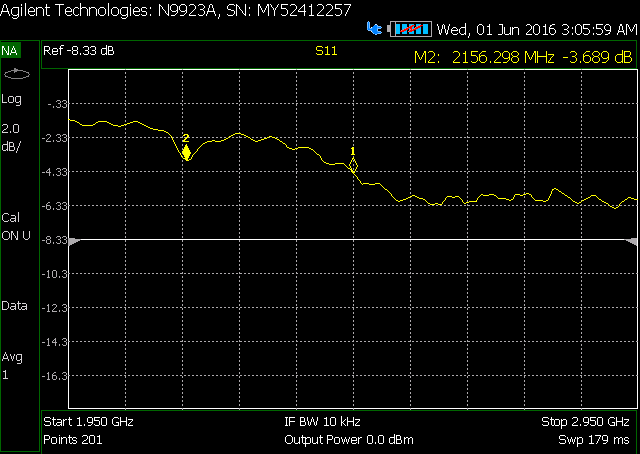 Agilent Technologies: N9923A, SN: MY52412257
Wed, 01 Jun 2016 3:05:59 AM
NA Ref -8.33 dB S11 M2: 2156.298 MHz -3.689 dB
Log
2.0
dB/
Cal
ON U
Data
Avg
1
-.33
-2.33
-4.33
-6.33
-8.33
-10.3
-12.3
-14.3
-16.3
2
1
Start 1.950 GHz IF BW 10 kHz Stop 2.950 GHz
Points 201 Output Power 0.0 dBm Swp 179 ms